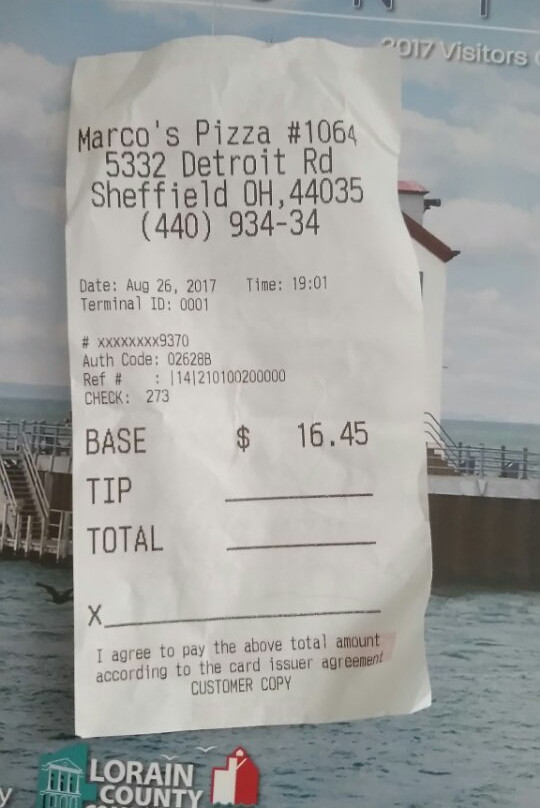 2017 Visitors
Marco's Pizza #1064
5332 Detroit Rd
Sheffield OH,44035
(440) 934-34
Date: Aug 26, 2017 Time: 19:01
Terminal ID: 0001
# xxxxxxxx9370
Auth Code: 02628B
Ref # : |14|210100200000
CHECK: 273
BASE $ 16.45
TIP
TOTAL
X
I agree to pay the above total amount
according to the card issuer agreement
CUSTOMER COPY
LORAIN
COUNTY